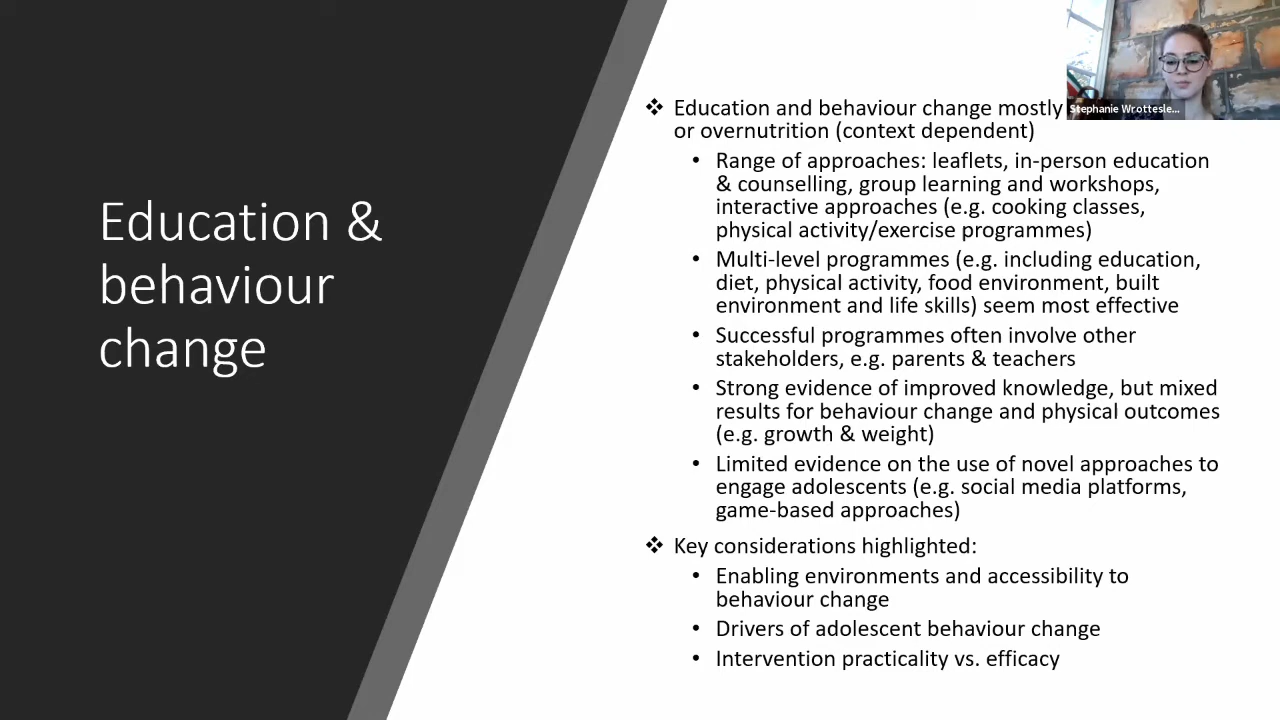 Education &
behaviour
change
❖ Education and behaviour change mostly
or overnutrition (context dependent)
• Range of approaches: leaflets, in-person education
& counselling, group learning and workshops,
interactive approaches (e.g. cooking classes,
physical activity/exercise programmes)
• Multi-level programmes (e.g. including education,
diet, physical activity, food environment, built
environment and life skills) seem most effective
• Successful programmes often involve other
stakeholders, e.g. parents & teachers
• Strong evidence of improved knowledge, but mixed
results for behaviour change and physical outcomes
(e.g. growth & weight)
• Limited evidence on the use of novel approaches to
engage adolescents (e.g. social media platforms,
game-based approaches)
❖ Key considerations highlighted:
• Enabling environments and accessibility to
behaviour change
• Drivers of adolescent behaviour change
• Intervention practicality vs. efficacy
Stephanie Wrottesle...